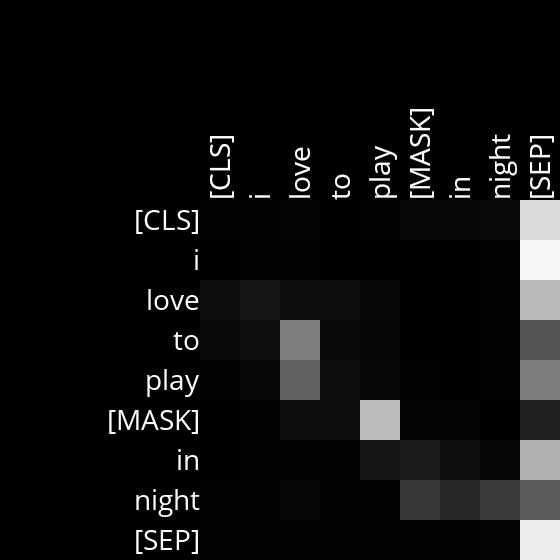 [CLS]
i
love
to
play
[MASK]
in
night
[SEP]
[CLS]
i
love
to
play
[MASK]
in
night
[SEP]